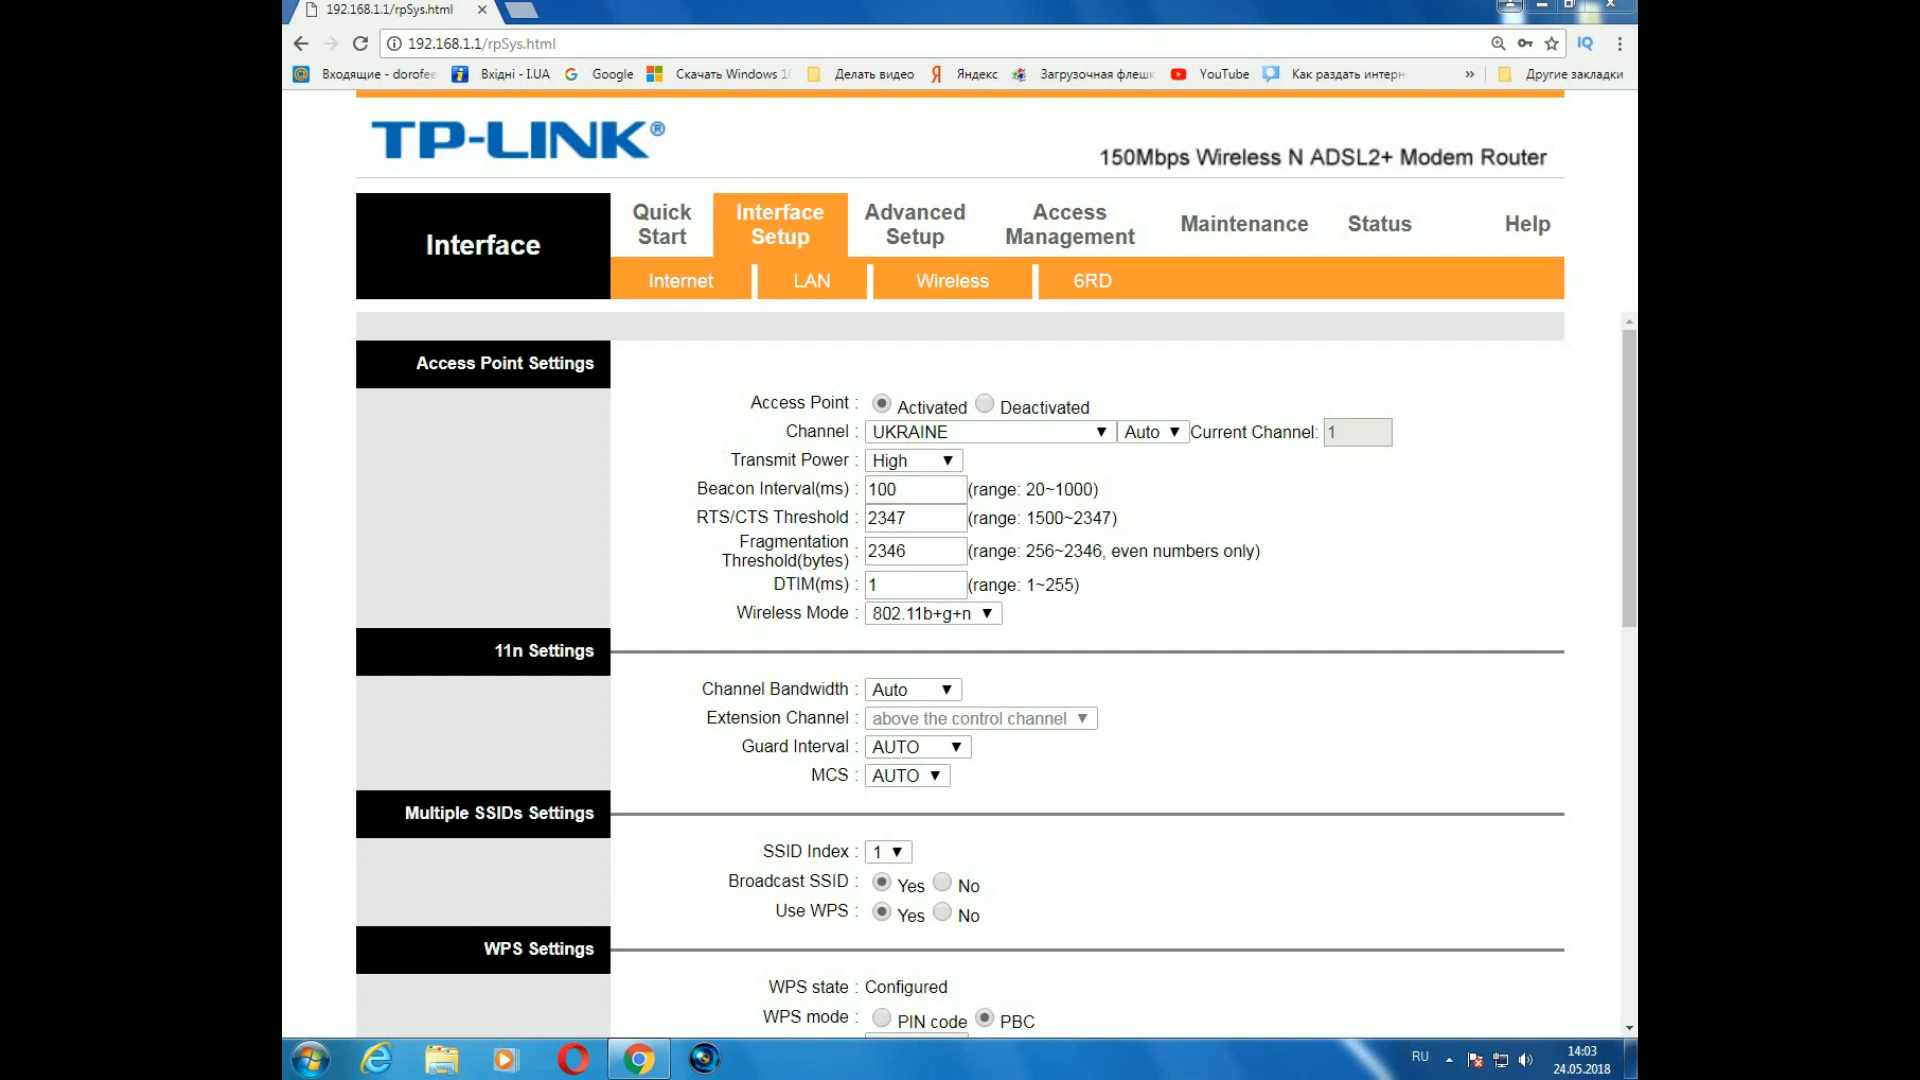 192.168.1.1/rpSys.html
192.168.1.1/rpSys.html
IQ
Входящие - dorofee
Вхідні - I.UA
Google
Скачать Windows 1
Делать видео
Яндекс
Загрузочная флешк
YouTube
Как раздать интерн
»
Другие закладки
TP-LINK®
150Mbps Wireless N ADSL2+ Modem Router
Interface
Quick Start
Interface Setup
Advanced Setup
Access Management
Maintenance
Status
Help
Internet
LAN
Wireless
6RD
Access Point Settings
Access Point : Activated Deactivated
Channel : UKRAINE Auto Current Channel: 1
Transmit Power : High
Beacon Interval(ms) : 100 (range: 20~1000)
RTS/CTS Threshold : 2347 (range: 1500~2347)
Fragmentation Threshold(bytes) : 2346 (range: 256~2346, even numbers only)
DTIM(ms) : 1 (range: 1~255)
Wireless Mode : 802.11b+g+n
11n Settings
Channel Bandwidth : Auto
Extension Channel : above the control channel
Guard Interval : AUTO
MCS : AUTO
Multiple SSIDs Settings
SSID Index : 1
Broadcast SSID : Yes No
Use WPS : Yes No
WPS Settings
WPS state : Configured
WPS mode : PIN code PBC
RU
14:03
24.05.2018